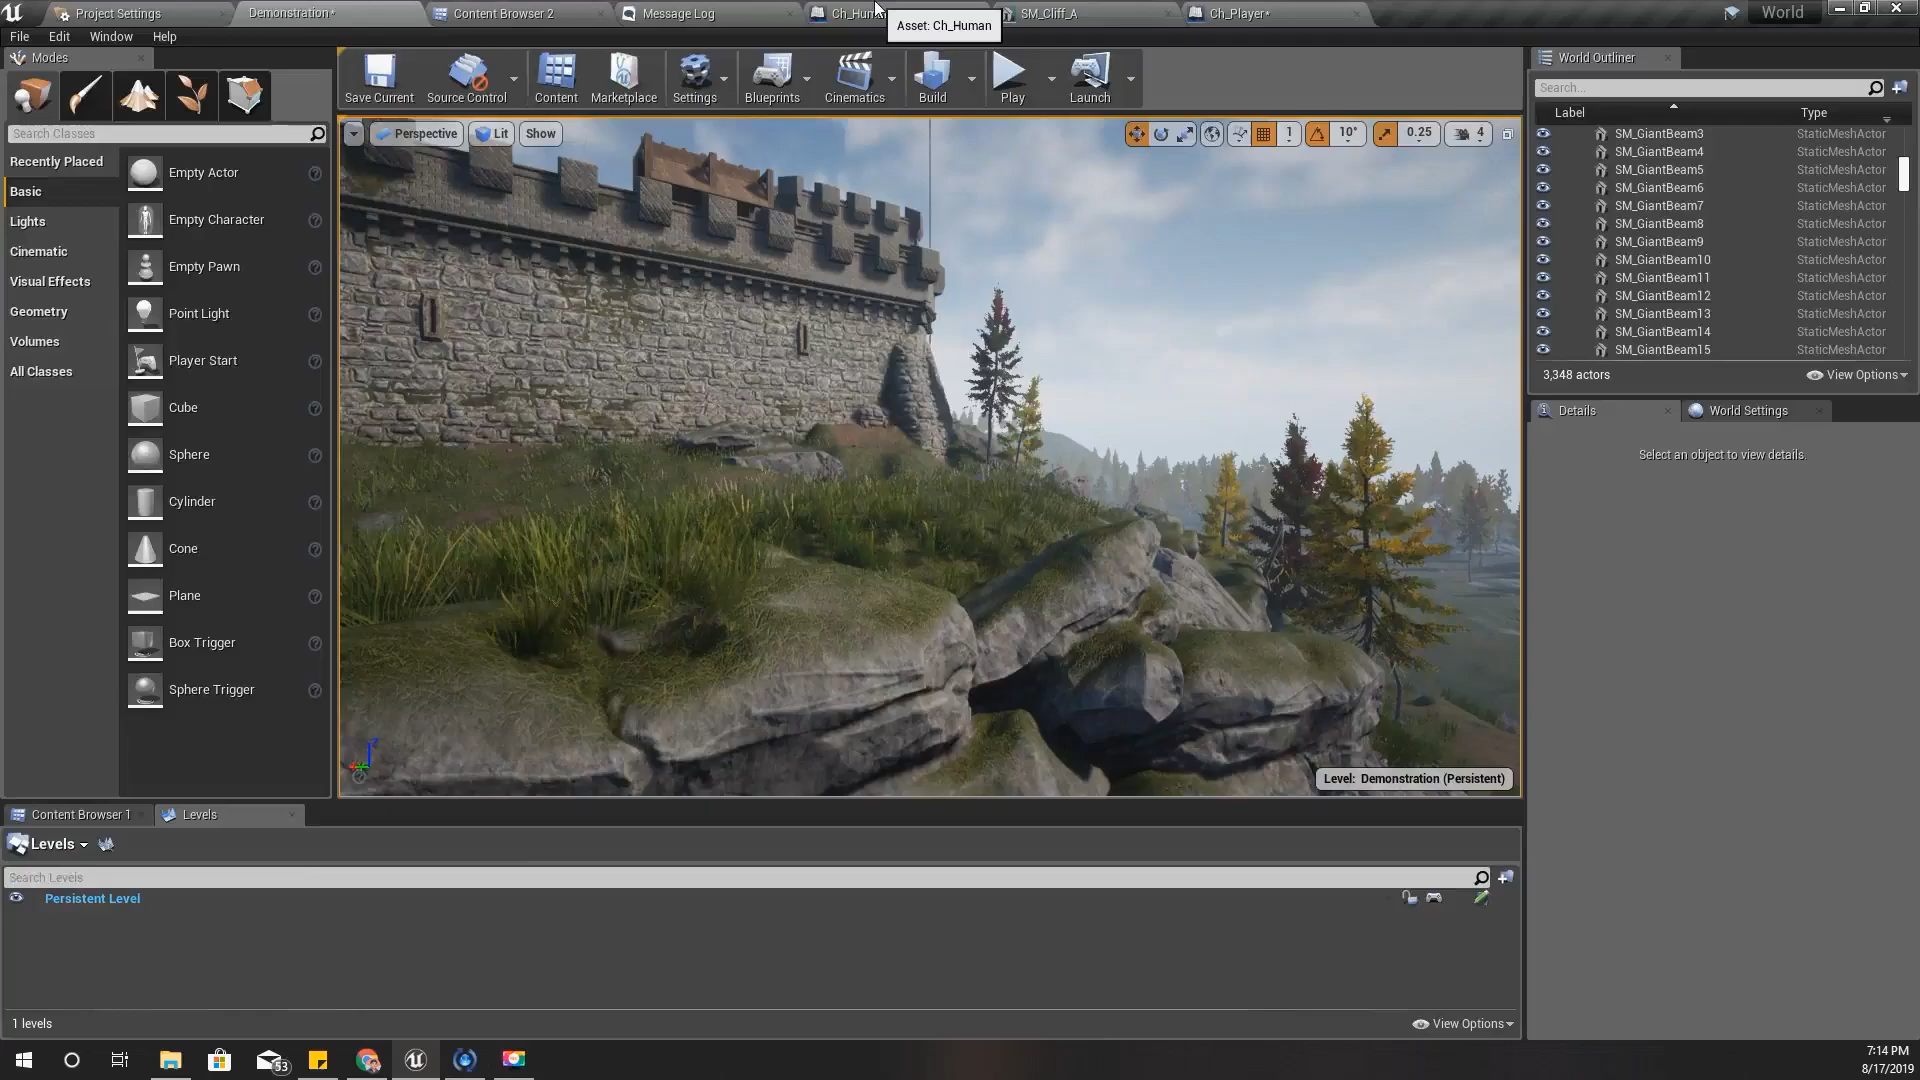 Project Settings
Demonstration*
Content Browser 2
Message Log
Ch_Human
SM_Cliff_A
Ch_Player*
World
Asset: Ch_Human
File
Edit
Window
Help
Modes
Save Current
Source Control
Content
Marketplace
Settings
Blueprints
Cinematics
Build
Play
Launch
Search Classes
Recently Placed
Basic
Lights
Cinematic
Visual Effects
Geometry
Volumes
All Classes
Empty Actor
Empty Character
Empty Pawn
Point Light
Player Start
Cube
Sphere
Cylinder
Cone
Plane
Box Trigger
Sphere Trigger
Perspective
Lit
Show
1
10°
0.25
4
Level: Demonstration (Persistent)
World Outliner
Search...
Label
Type
SM_GiantBeam3 StaticMeshActor
SM_GiantBeam4 StaticMeshActor
SM_GiantBeam5 StaticMeshActor
SM_GiantBeam6 StaticMeshActor
SM_GiantBeam7 StaticMeshActor
SM_GiantBeam8 StaticMeshActor
SM_GiantBeam9 StaticMeshActor
SM_GiantBeam10 StaticMeshActor
SM_GiantBeam11 StaticMeshActor
SM_GiantBeam12 StaticMeshActor
SM_GiantBeam13 StaticMeshActor
SM_GiantBeam14 StaticMeshActor
SM_GiantBeam15 StaticMeshActor
3,348 actors
View Options
Details
World Settings
Select an object to view details.
Content Browser 1
Levels
Levels
Search Levels
Persistent Level
1 levels
View Options
53
7:14 PM
8/17/2019